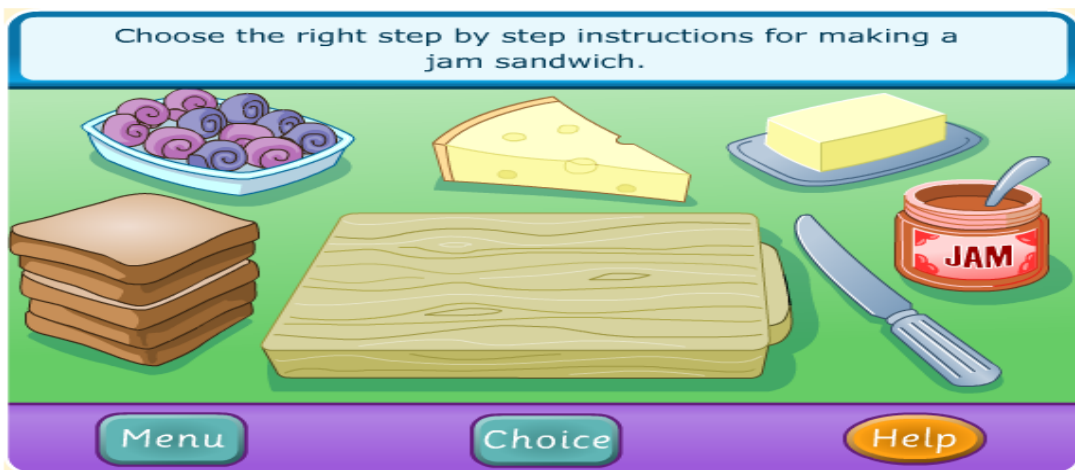 Choose the right step by step instructions for making a
jam sandwich.
JAM
Menu
Choice
Help